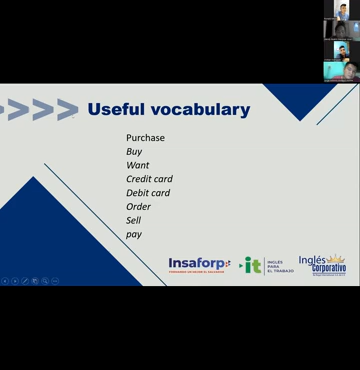 Useful vocabulary
Purchase
Buy
Want
Credit card
Debit card
Order
Sell
pay
Insaforp
it
INGLÉS
PARA
EL TRABAJO
Inglés
Corporativo